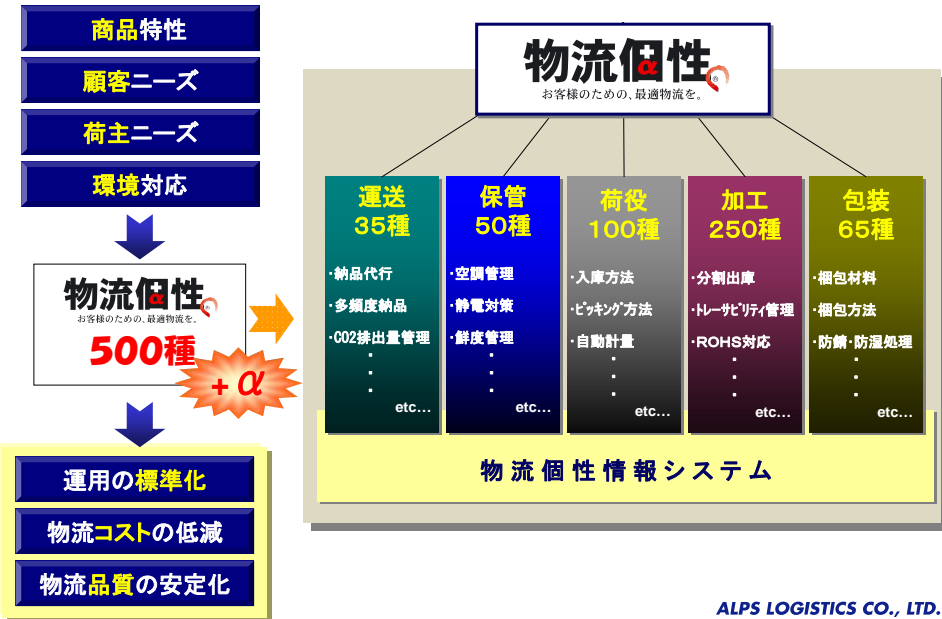 商品特性
顧客ニーズ
荷主ニーズ
環境対応
物流個性
α
®
お客様のための、最適物流を。
500種
+α
運用の標準化
物流コストの低減
物流品質の安定化
物流個性
α
®
お客様のための、最適物流を。
運送
35種
・納品代行
・多頻度納品
・CO2排出量管理
・
・
・
etc…
保管
50種
・空調管理
・静電対策
・鮮度管理
・
・
・
etc…
荷役
100種
・入庫方法
・ピッキング方法
・自動計量
・
・
・
etc…
加工
250種
・分割出庫
・トレーサビリティ管理
・ROHS対応
・
・
・
etc…
包装
65種
・梱包材料
・梱包方法
・防錆・防湿処理
・
・
・
etc…
物流個性情報システム
ALPS LOGISTICS CO., LTD.